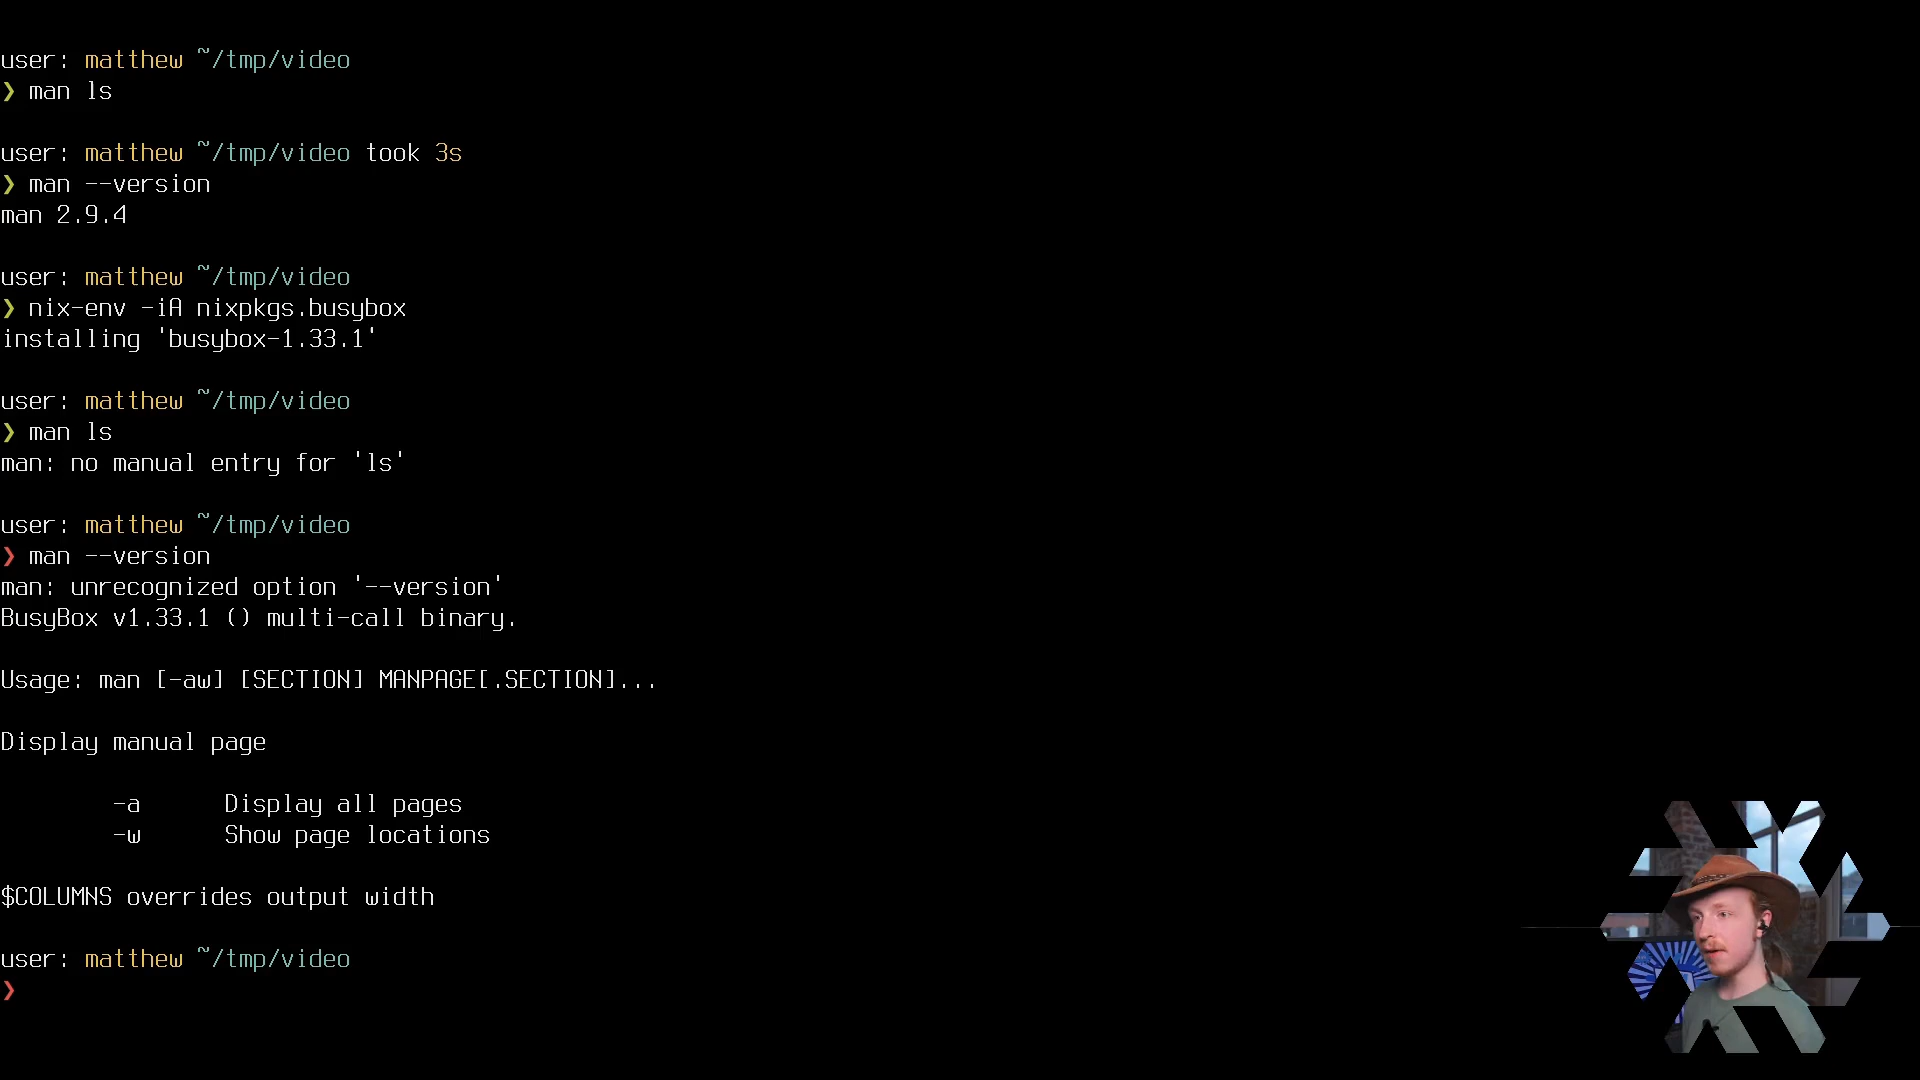 user: matthew ~/tmp/video
❯ man ls
user: matthew ~/tmp/video took 3s
❯ man --version
man 2.9.4
user: matthew ~/tmp/video
❯ nix-env -iA nixpkgs.busybox
installing 'busybox-1.33.1'
user: matthew ~/tmp/video
❯ man ls
man: no manual entry for 'ls'
user: matthew ~/tmp/video
❯ man --version
man: unrecognized option '--version'
BusyBox v1.33.1 () multi-call binary.
Usage: man [-aw] [SECTION] MANPAGE[.SECTION]...
Display manual page
-a Display all pages
-w Show page locations
$COLUMNS overrides output width
user: matthew ~/tmp/video
❯